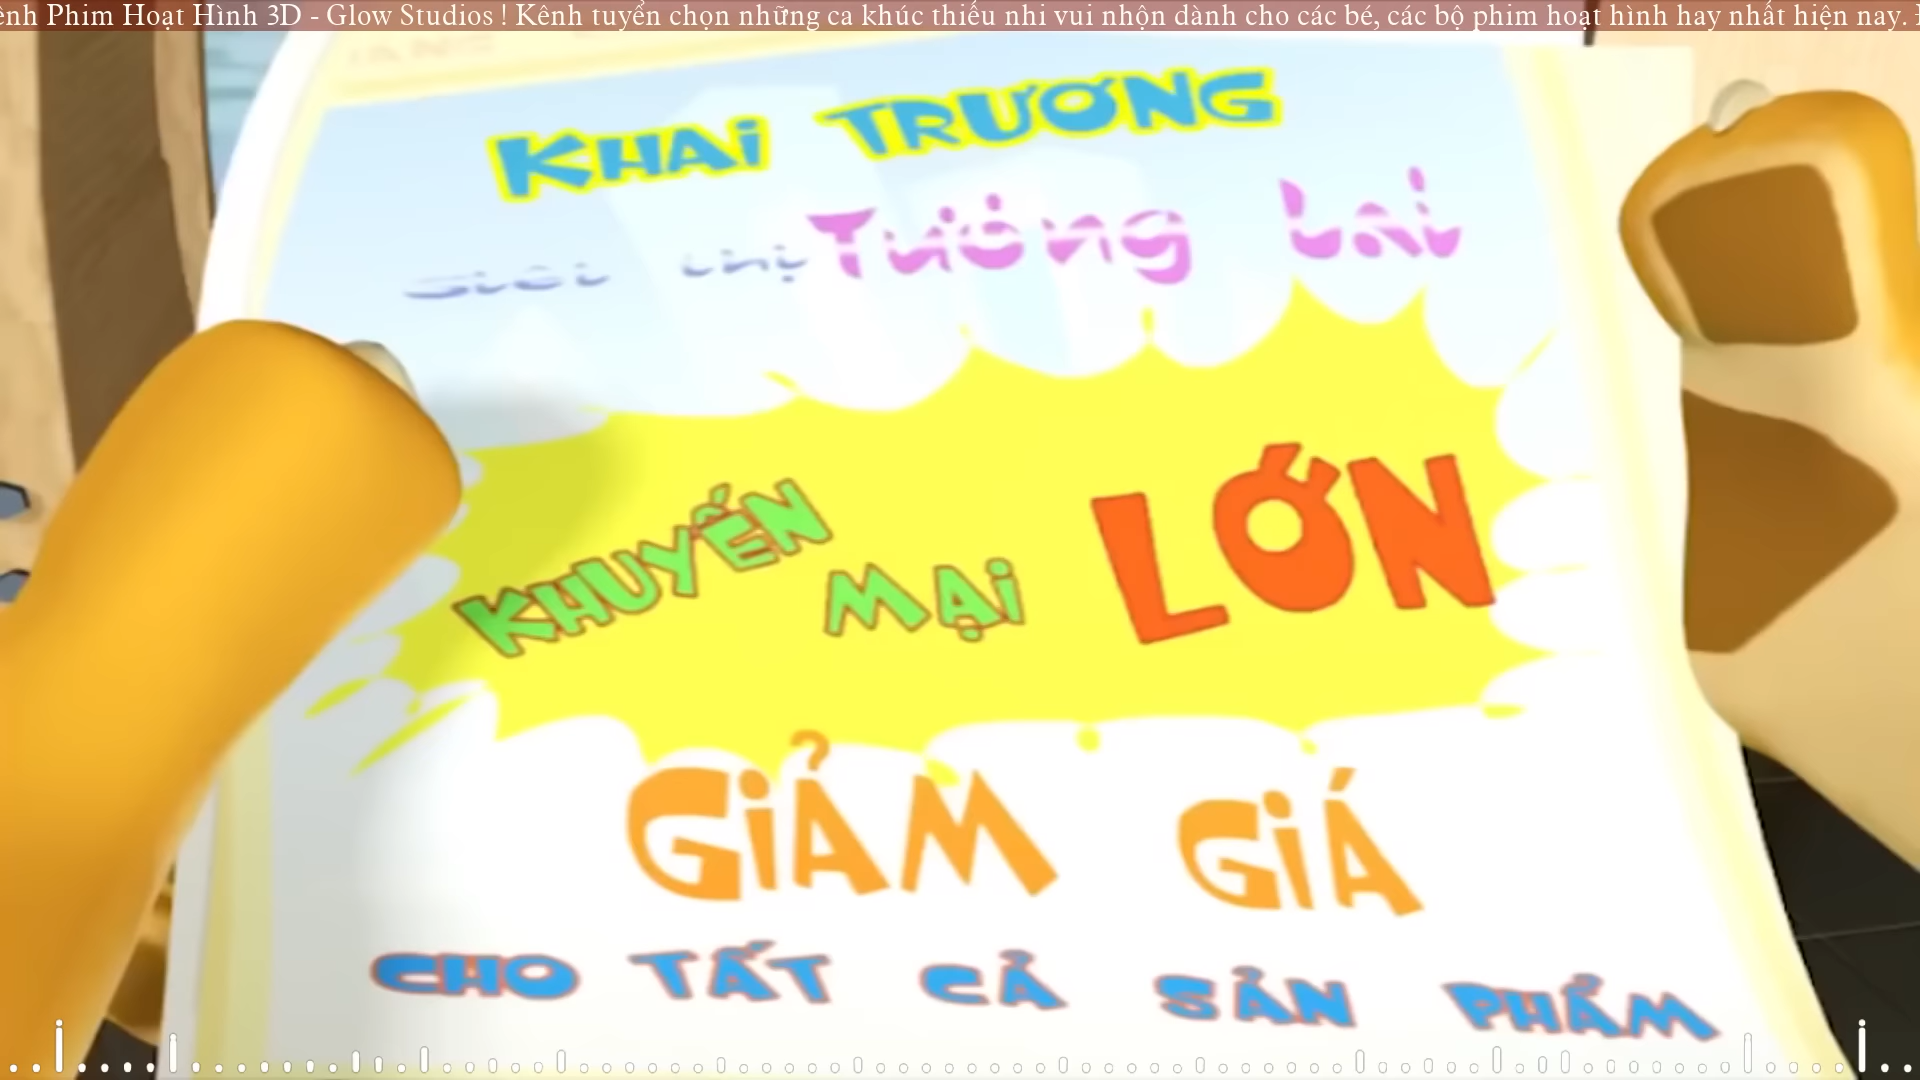 ênh Phim Hoạt Hình 3D - Glow Studios ! Kênh tuyển chọn những ca khúc thiếu nhi vui nhộn dành cho các bé, các bộ phim hoạt hình hay nhất hiện nay.
KHAi TRƯƠNG
Siêu thị Tương Lai
KHUYẾN MẠi LỚN
GiẢM GiÁ
CHO TẤT CẢ SẢN PHẨM